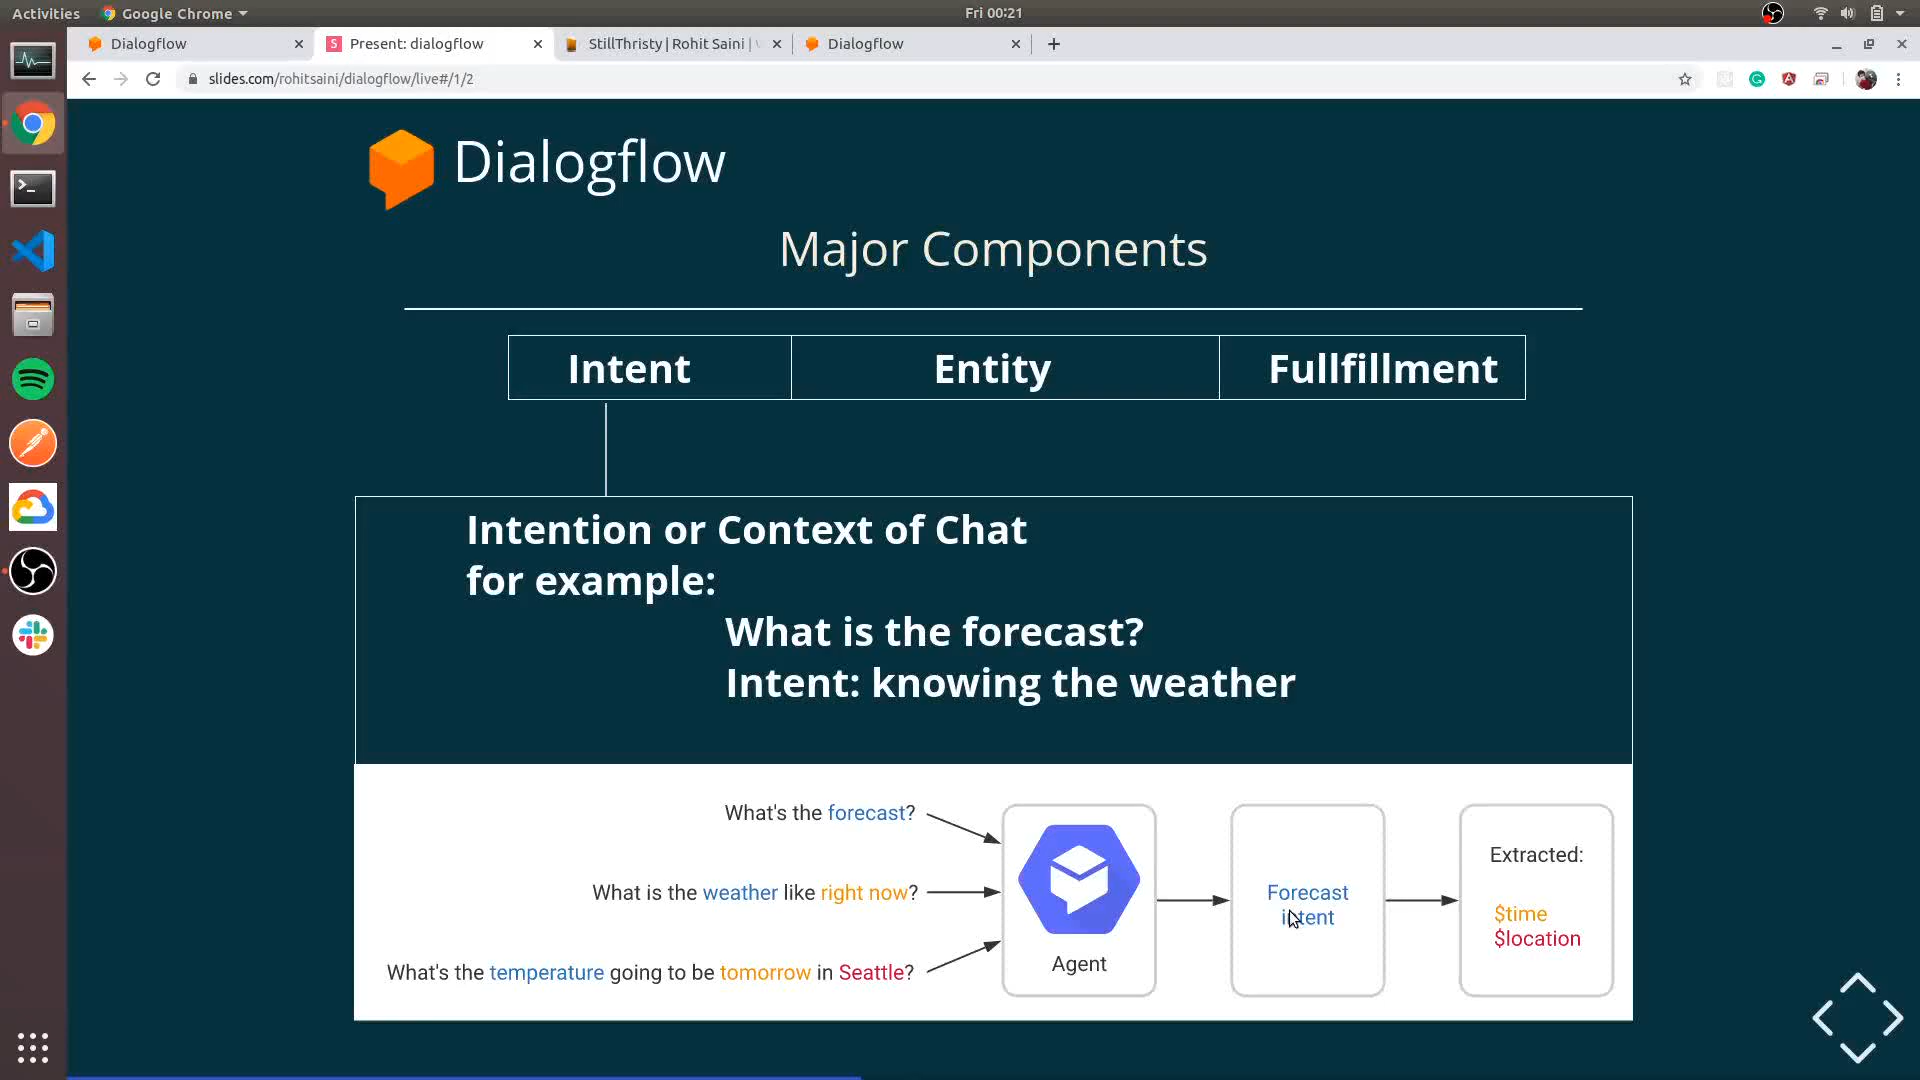 Activities
Google Chrome
Fri 00:21
Dialogflow
Present: dialogflow
StillThristy | Rohit Saini |
Dialogflow
slides.com/rohitsaini/dialogflow/live#/1/2
Dialogflow
Major Components
Intent
Entity
Fullfillment
Intention or Context of Chat
for example:
What is the forecast?
Intent: knowing the weather
What's the forecast?
What is the weather like right now?
What's the temperature going to be tomorrow in Seattle?
Agent
Forecast
intent
Extracted:
$time
$location